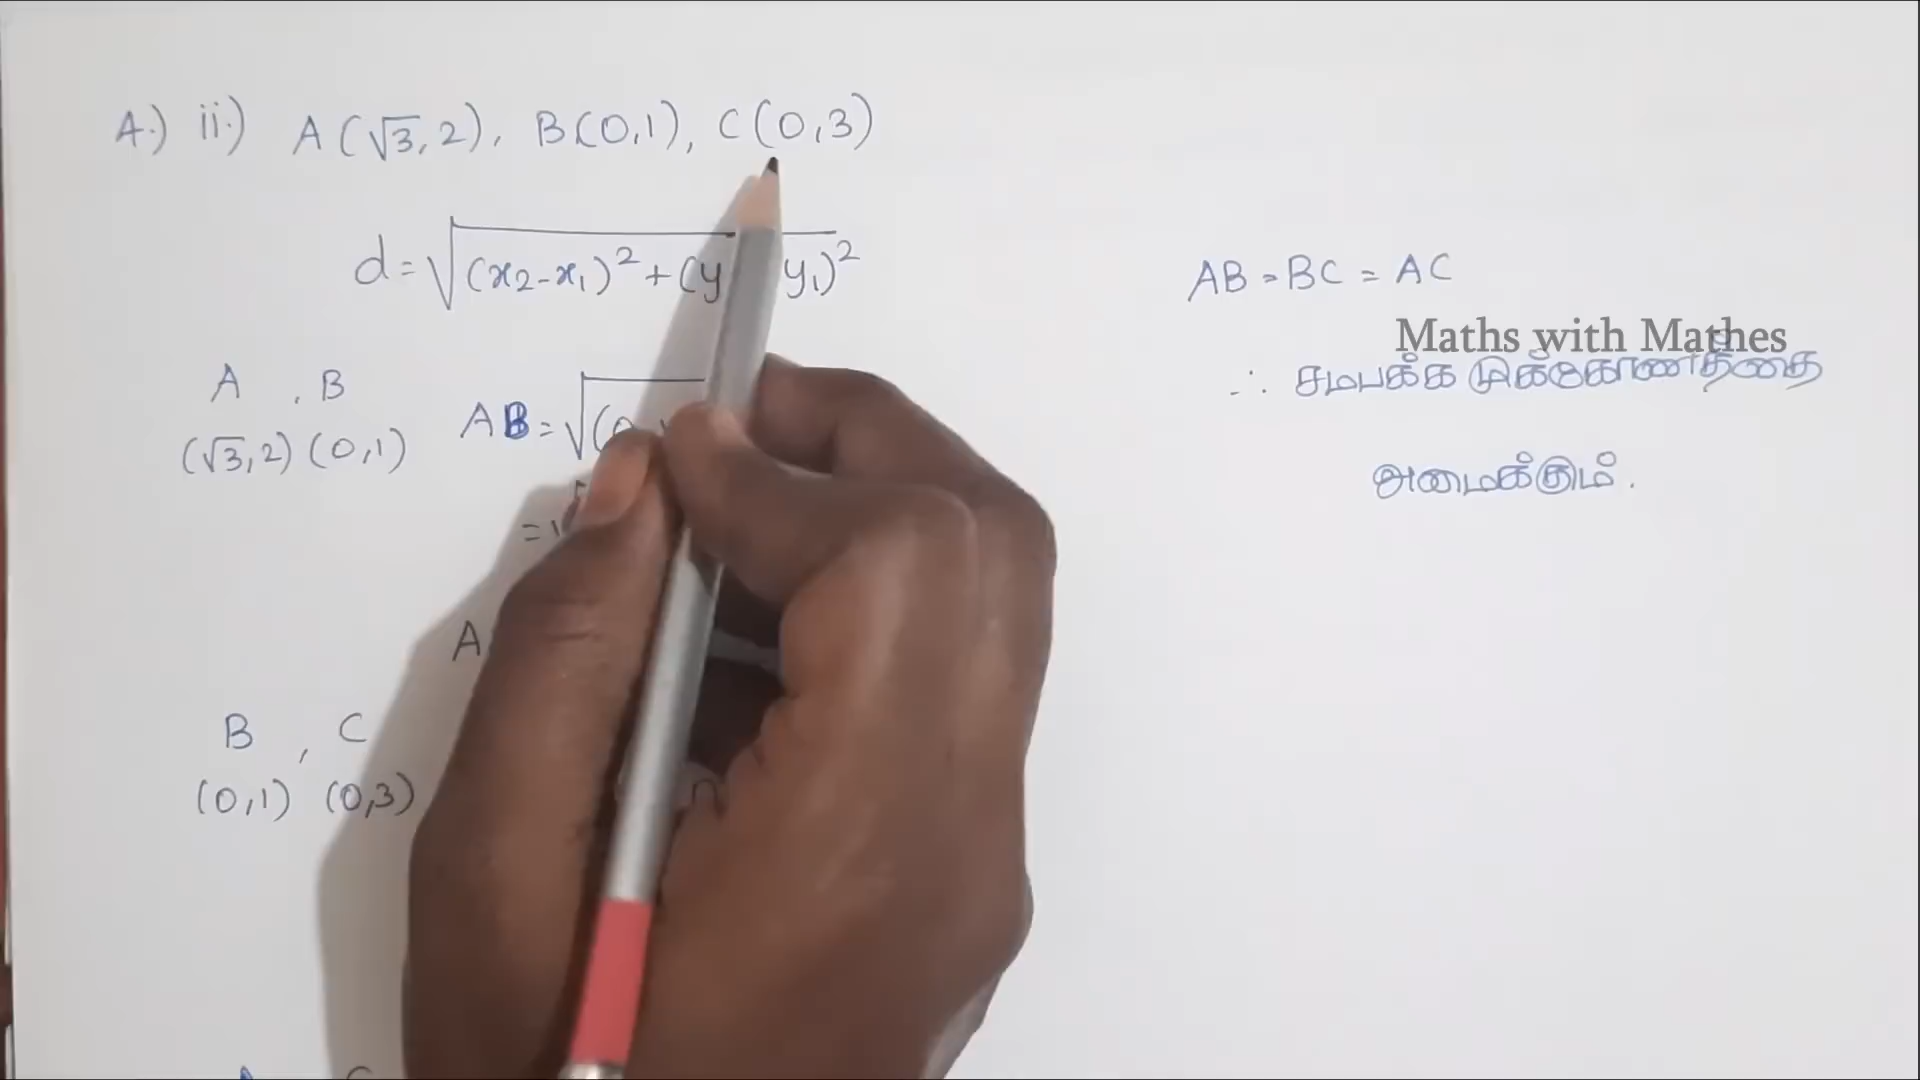 A.) ii.) A(√3,2), B(0,1), C(0,3)
d=√(x₂-x₁)²+(y y₁)²
A , B
(√3,2) (0,1)
AB=√(0
=
A
B , C
(0,1) (0,3)
AB=BC=AC
Maths with Mathes
∴ சமபக்க முக்கோணத்தை
அமைக்கும்.